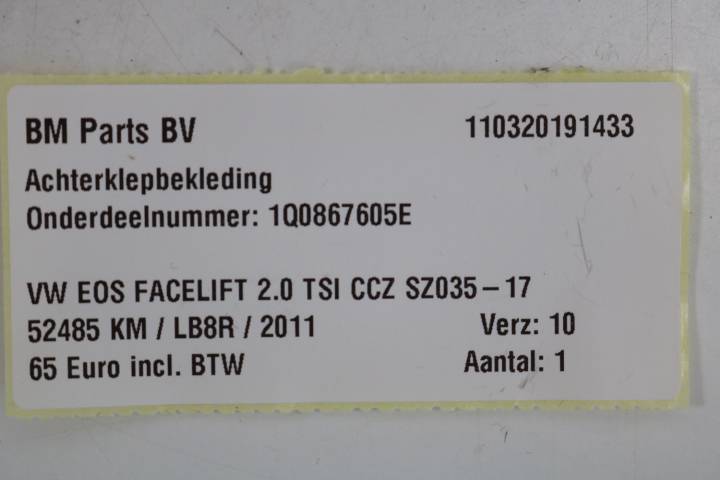 BM Parts BV 110320191433
Achterklepbekleding
Onderdeelnummer: 1Q0867605E
VW EOS FACELIFT 2.0 TSI CCZ SZ035-17
52485 KM / LB8R / 2011 Verz: 10
65 Euro incl. BTW Aantal: 1